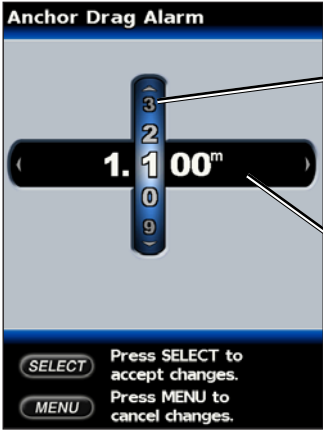 Anchor Drag Alarm
3
2
1.100m
0
9
SELECT Press SELECT to
accept changes.
MENU Press MENU to
cancel changes.